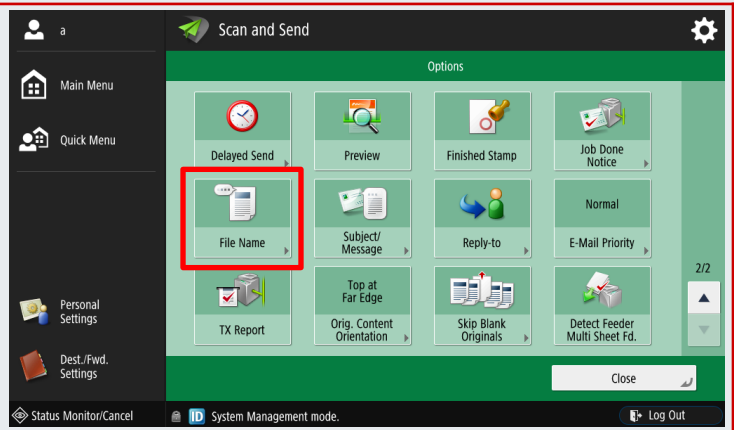 a
Scan and Send
Main Menu
Quick Menu
Options
Delayed Send
Preview
Finished Stamp
Job Done
Notice
File Name
Subject/
Message
Reply-to
Normal
E-Mail Priority
TX Report
Top at
Far Edge
Orig. Content
Orientation
Skip Blank
Originals
Detect Feeder
Multi Sheet Fd.
2/2
Personal
Settings
Dest./Fwd.
Settings
Close
Status Monitor/Cancel
ID System Management mode.
Log Out